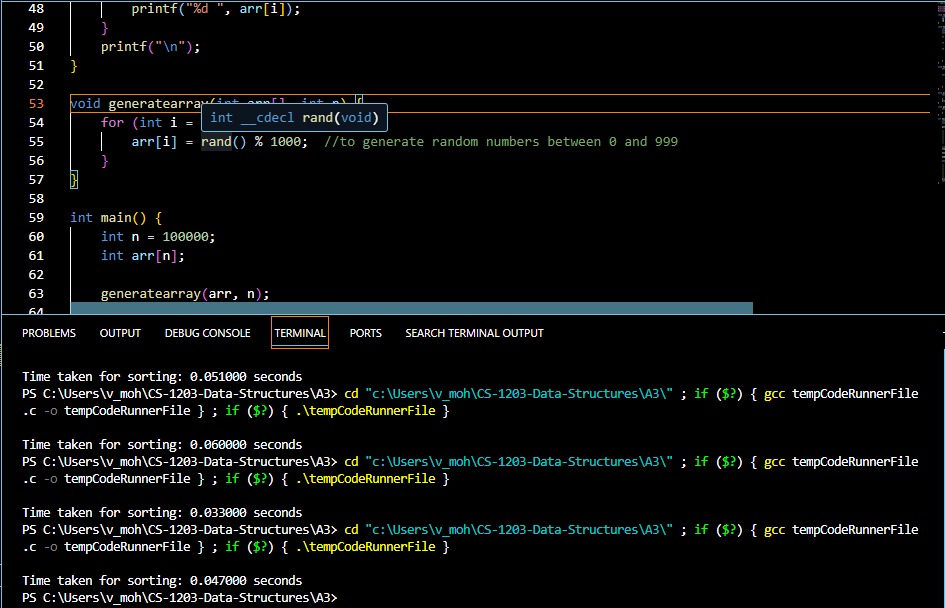 48 printf("%d ", arr[i]);
49 }
50 printf("\n");
51 }
52
53 void generatearray(int arr[], int n) {
54 for (int i =
int __cdecl rand(void)
55 arr[i] = rand() % 1000; //to generate random numbers between 0 and 999
56 }
57 }
58
59 int main() {
60 int n = 100000;
61 int arr[n];
62
63 generatearray(arr, n);
64
PROBLEMS OUTPUT DEBUG CONSOLE TERMINAL PORTS SEARCH TERMINAL OUTPUT
Time taken for sorting: 0.051000 seconds
PS C:\Users\v_moh\CS-1203-Data-Structures\A3> cd "c:\Users\v_moh\CS-1203-Data-Structures\A3\" ; if ($?) { gcc tempCodeRunnerFile
.c -o tempCodeRunnerFile } ; if ($?) { .\tempCodeRunnerFile }
Time taken for sorting: 0.060000 seconds
PS C:\Users\v_moh\CS-1203-Data-Structures\A3> cd "c:\Users\v_moh\CS-1203-Data-Structures\A3\" ; if ($?) { gcc tempCodeRunnerFile
.c -o tempCodeRunnerFile } ; if ($?) { .\tempCodeRunnerFile }
Time taken for sorting: 0.033000 seconds
PS C:\Users\v_moh\CS-1203-Data-Structures\A3> cd "c:\Users\v_moh\CS-1203-Data-Structures\A3\" ; if ($?) { gcc tempCodeRunnerFile
.c -o tempCodeRunnerFile } ; if ($?) { .\tempCodeRunnerFile }
Time taken for sorting: 0.047000 seconds
PS C:\Users\v_moh\CS-1203-Data-Structures\A3>